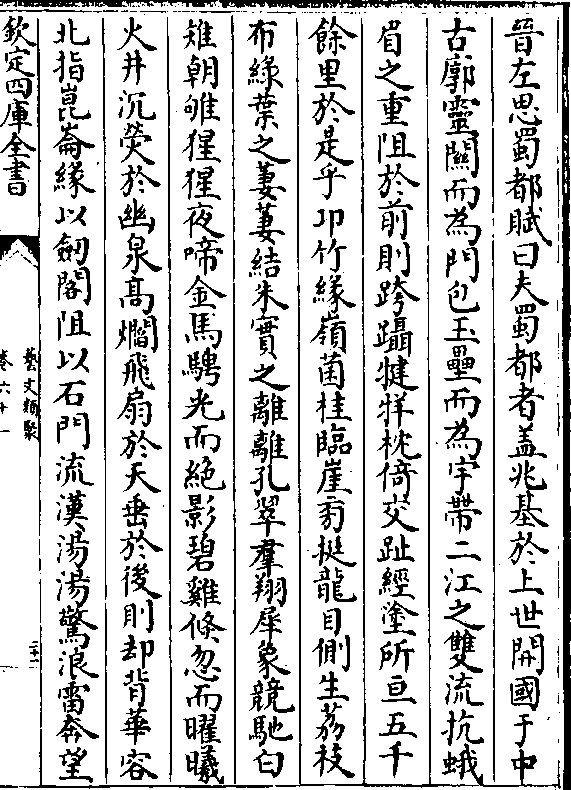 晉左思蜀都賦曰夫蜀都者盖兆基於上世開國于中
古廓靈關而為門包玉壘而為宇帶二江之雙流抗峨
眉之重阻於前則跨躡犍牂枕倚交趾經塗所亘五千
餘里於是乎卭竹緣嶺菌桂臨崖旁挺龍目側生荔枝
布綠葉之萋萋結朱實之離離孔翠羣翔犀象競馳白
雉朝雊猩猩夜啼金馬騁光而絕影碧雞倏忽而曜曦
火井沉熒於幽泉高爓飛扇於天垂於後則却背華容
北指崑崙緣以劒閣阻以石門流漢湯湯驚浪雷奔望
欽定四庫全書
藝文類聚
卷六十一